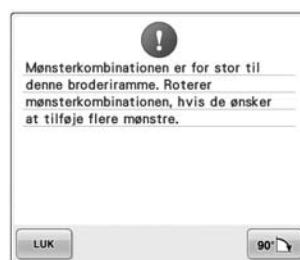 !
Mønsterkombinationen er for stor til
denne broderiramme. Roterer
mønsterkombinationen, hvis de ønsker
at tilføje flere mønstre.
LUK
90°